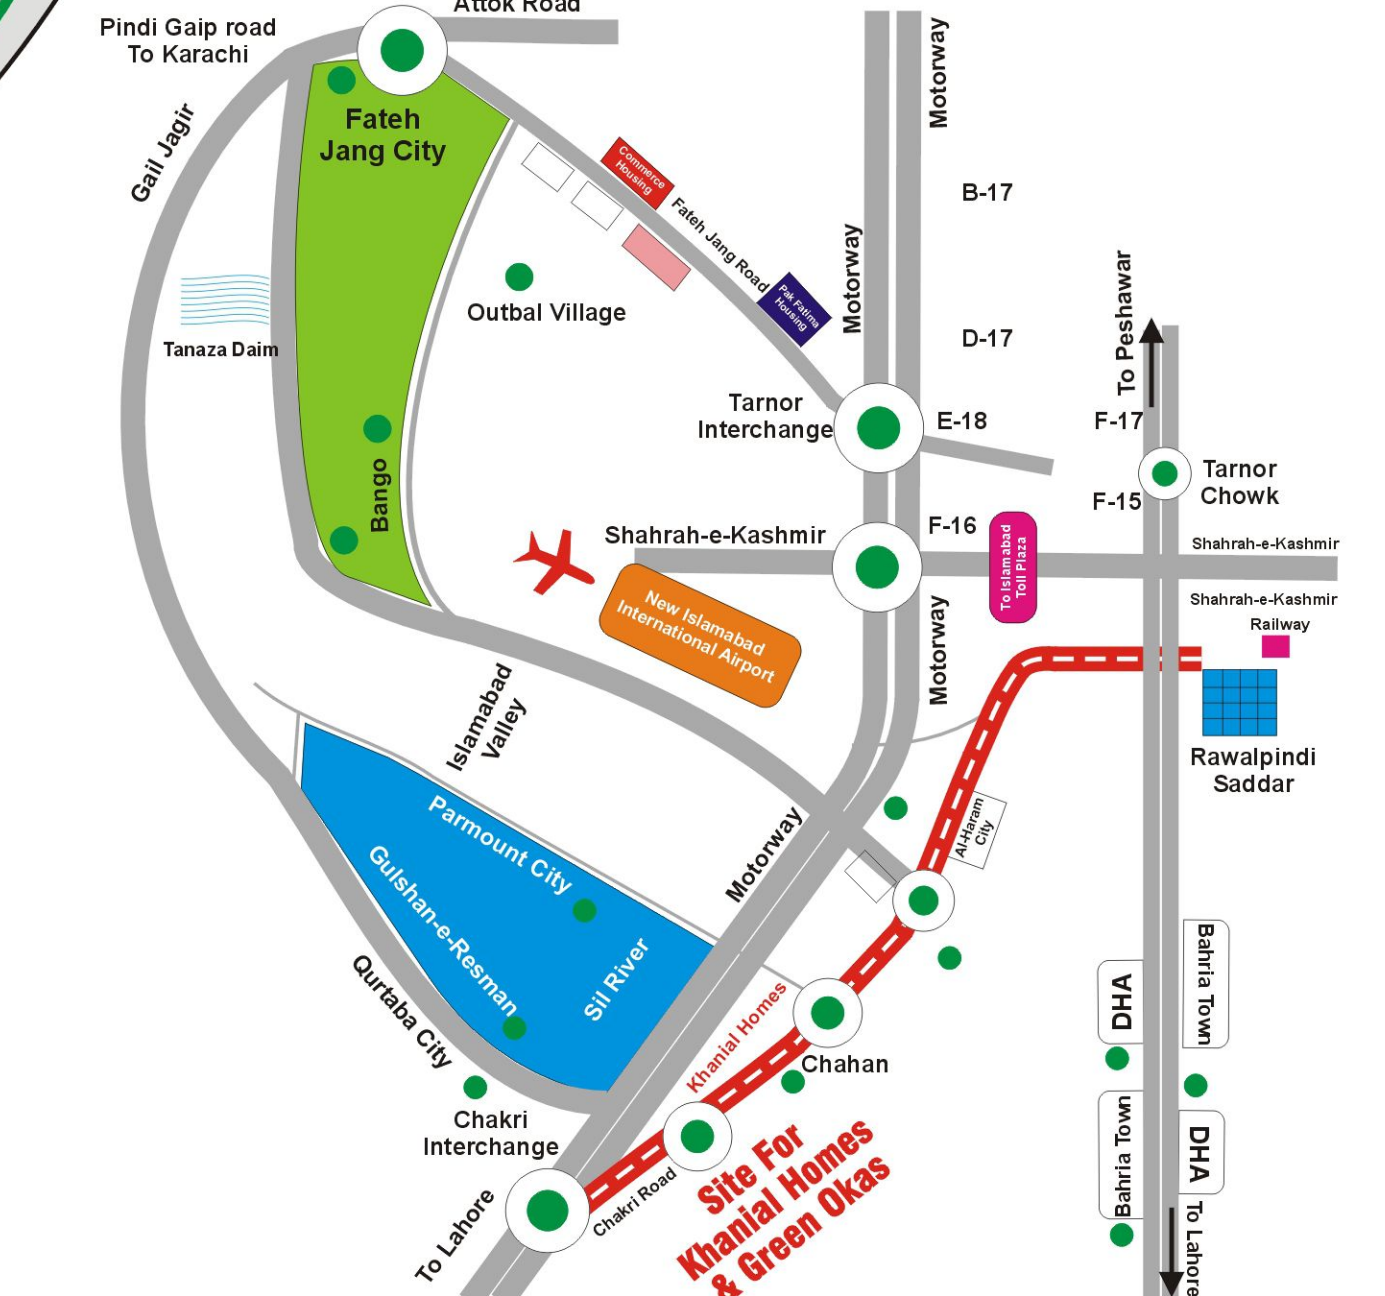 Attok Road
Pindi Gaip road
To Karachi
Gail Jagir
Fateh
Jang City
Commerce
Housing
Fateh Jang Road
Pak Fatima
Housing
Motorway
B-17
Motorway
D-17
Outbal Village
Tanaza Daim
To Peshawar
Tarnor
Interchange
E-18
F-17
Tarnor
Chowk
Bango
F-15
Shahrah-e-Kashmir
F-16
To Islamabad
Toll Plaza
Shahrah-e-Kashmir
Shahrah-e-Kashmir
Railway
New Islamabad
International Airport
Motorway
Islamabad
Valley
Rawalpindi
Saddar
Al-Haram
City
Motorway
Parmount City
Gulshan-e-Resman
Sil River
Qurtaba City
Khanial Homes
Chahan
DHA
Bahria Town
Bahria Town
DHA
Chakri
Interchange
Chakri Road
To Lahore
Site For
Khanial Homes
& Green Okas
To Lahore